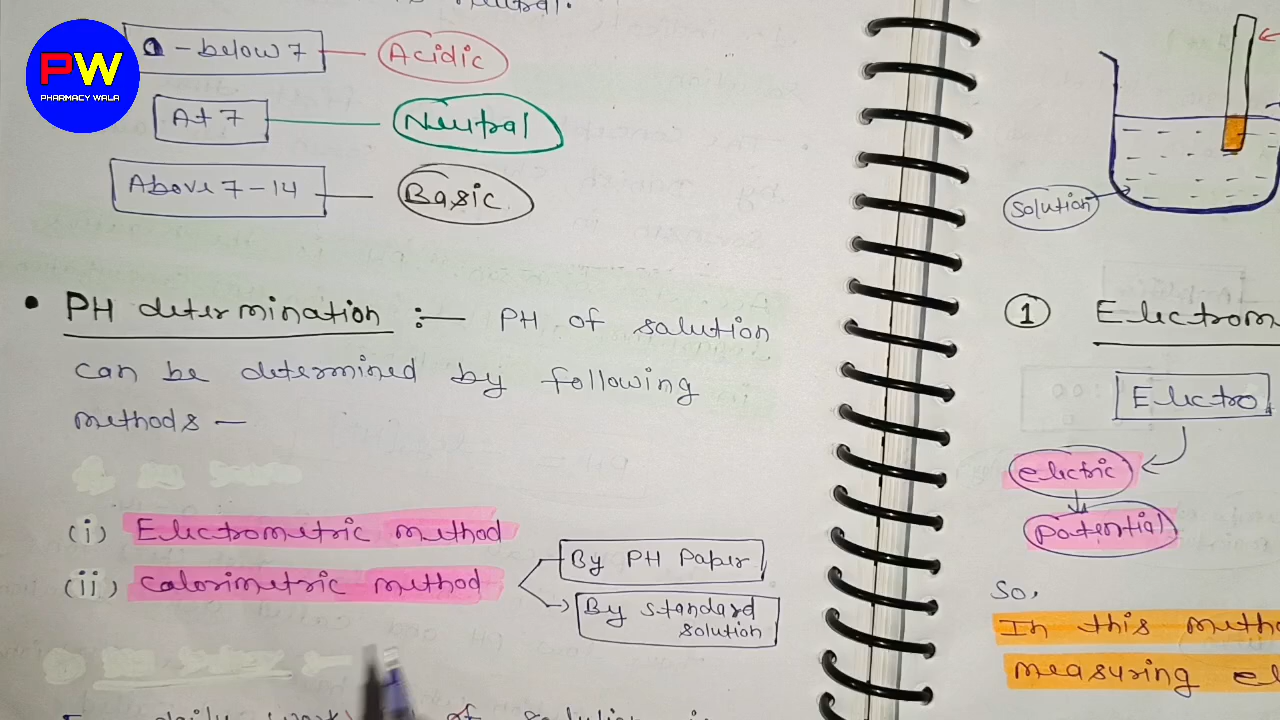 PW
PHARMACY WALA
0 - below 7 Acidic
At 7 Neutral
Above 7 - 14 Basic
• PH determination :— PH of solution
can be determined by following
methods —
(i) Electrometric method
(ii) Calorimetric method
By PH Paper
By standard
solution
solution
1 Electrom
Electro
electric
potential
So,
In this metho
measuring el